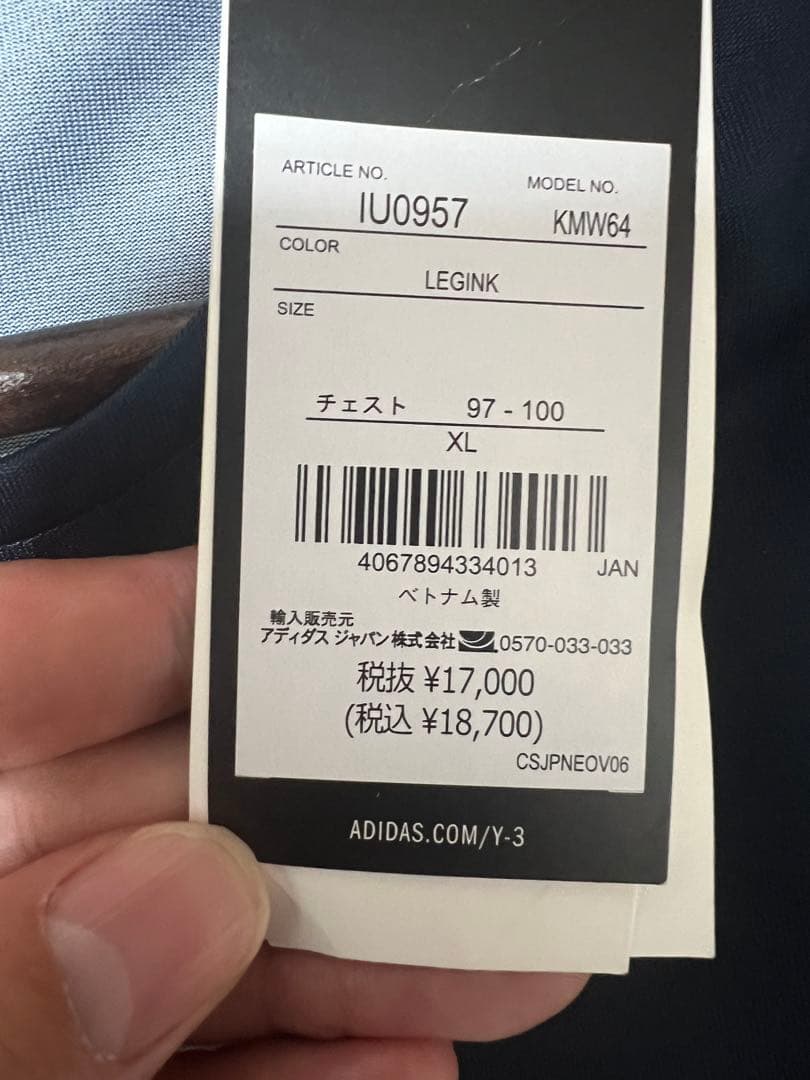 ARTICLE NO. MODEL NO.
IU0957 KMW64
COLOR
LEGINK
SIZE
チェスト 97 - 100
XL
4067894334013 JAN
ベトナム製
輸入販売元
アディダス ジャパン株式会社 0570-033-033
税抜 ¥17,000
(税込 ¥18,700)
CSJPNEOV06
ADIDAS.COM/Y-3